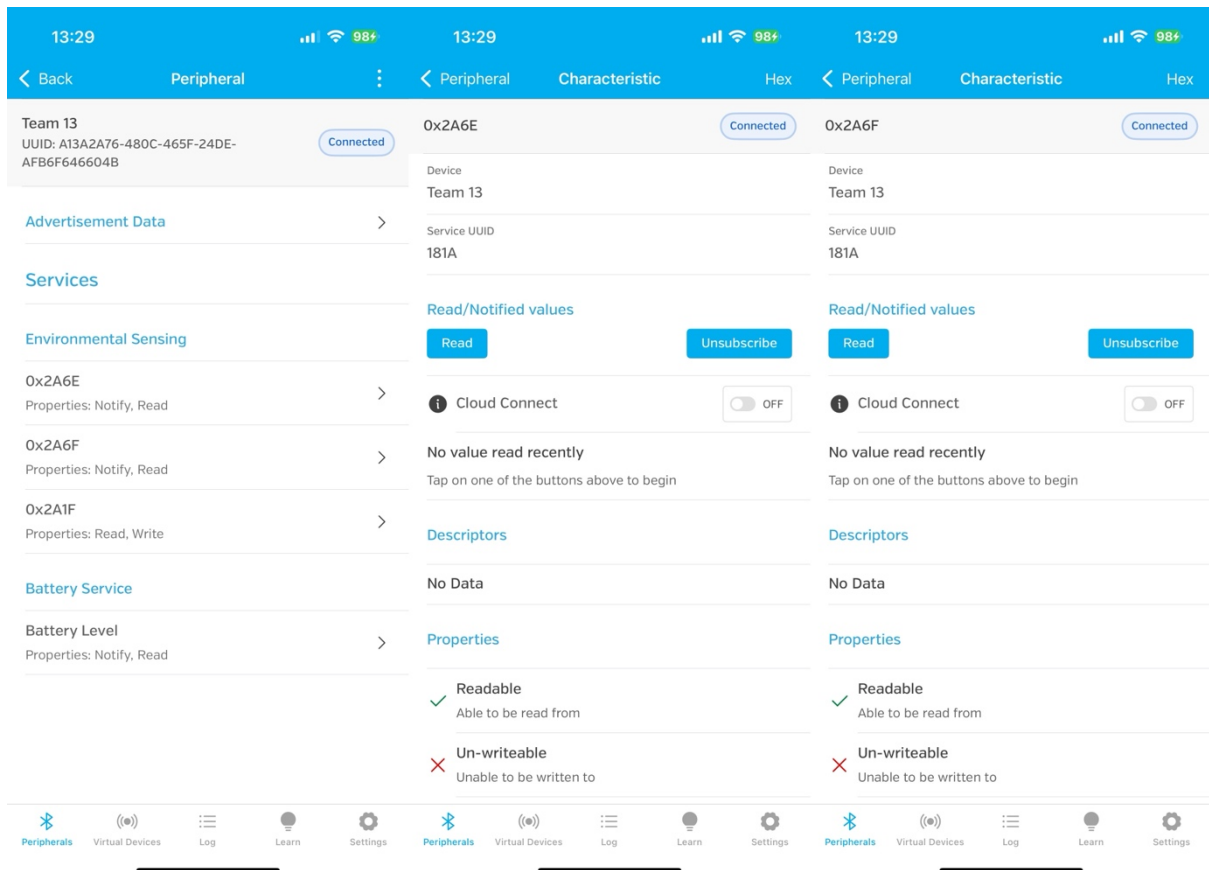 13:29
98
Back
Peripheral
Team 13
UUID: A13A2A76-480C-465F-24DE-
AFB6F646604B
Connected
Advertisement Data
Services
Environmental Sensing
0x2A6E
Properties: Notify, Read
0x2A6F
Properties: Notify, Read
0x2A1F
Properties: Read, Write
Battery Service
Battery Level
Properties: Notify, Read
Peripherals
Virtual Devices
Log
Learn
Settings
13:29
98
Peripheral
Characteristic
Hex
0x2A6E
Connected
Device
Team 13
Service UUID
181A
Read/Notified values
Read
Unsubscribe
Cloud Connect
OFF
No value read recently
Tap on one of the buttons above to begin
Descriptors
No Data
Properties
Readable
Able to be read from
Un-writeable
Unable to be written to
Peripherals
Virtual Devices
Log
Learn
Settings
13:29
98
Peripheral
Characteristic
Hex
0x2A6F
Connected
Device
Team 13
Service UUID
181A
Read/Notified values
Read
Unsubscribe
Cloud Connect
OFF
No value read recently
Tap on one of the buttons above to begin
Descriptors
No Data
Properties
Readable
Able to be read from
Un-writeable
Unable to be written to
Peripherals
Virtual Devices
Log
Learn
Settings